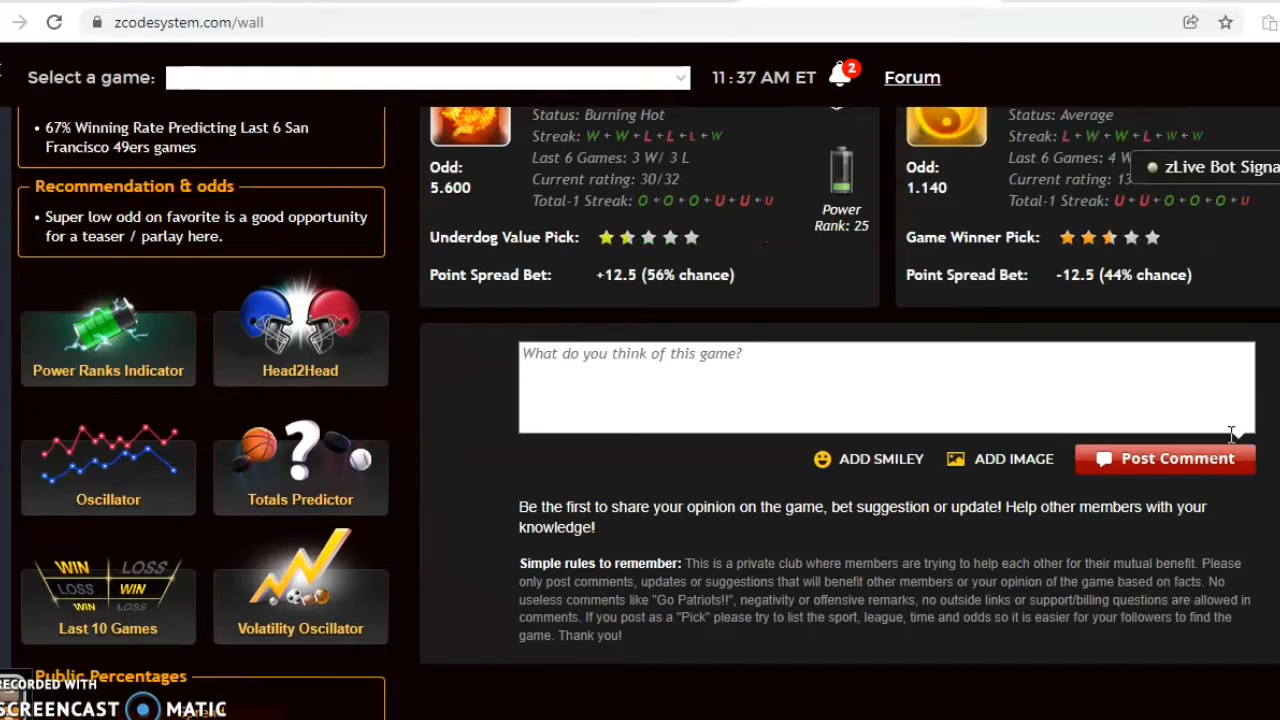 zcodesystem.com/wall
Select a game:
11:37 AM ET
2
Forum
• 67% Winning Rate Predicting Last 6 San
Francisco 49ers games
Recommendation & odds
• Super low odd on favorite is a good opportunity
for a teaser / parlay here.
Power Ranks Indicator
Head2Head
Oscillator
Totals Predictor
WIN LOSS
LOSS WIN
WIN LOSS
Last 10 Games
Volatility Oscillator
Public Percentages
RECORDED WITH
SCREENCAST MATIC
Status: Burning Hot
Streak: W - W - L - L - L - W
Odd:
5.600
Last 6 Games: 3 W/ 3 L
Current rating: 30/32
Total-1 Streak: O - O - O - U - U - U
Power
Rank: 25
Underdog Value Pick:
Point Spread Bet: +12.5 (56% chance)
Status: Average
Streak: L - W - W - L - W - W
Odd:
1.140
Last 6 Games: 4 W
zLive Bot Signa
Current rating: 13
Total-1 Streak: U - U - O - O - O - U
Game Winner Pick:
Point Spread Bet: -12.5 (44% chance)
What do you think of this game?
ADD SMILEY
ADD IMAGE
Post Comment
Be the first to share your opinion on the game, bet suggestion or update! Help other members with your
knowledge!
Simple rules to remember: This is a private club where members are trying to help each other for their mutual benefit. Please
only post comments, updates or suggestions that will benefit other members or your opinion of the game based on facts. No
useless comments like "Go Patriots!!", negativity or offensive remarks, no outside links or support/billing questions are allowed in
comments. If you post as a "Pick" please try to list the sport, league, time and odds so it is easier for your followers to find the
game. Thank you!